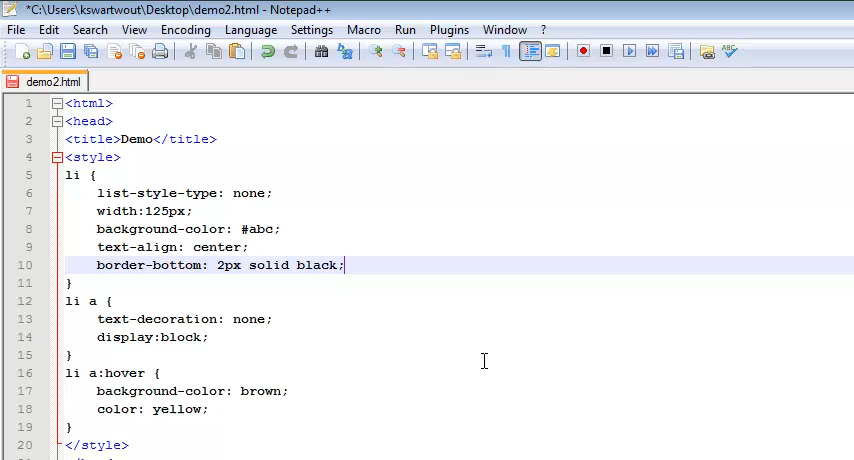 *C:\Users\kswartwout\Desktop\demo2.html - Notepad++
File Edit Search View Encoding Language Settings Macro Run Plugins Window ?
demo2.html
1 <html>
2 <head>
3 <title>Demo</title>
4 <style>
5 li {
6 list-style-type: none;
7 width:125px;
8 background-color: #abc;
9 text-align: center;
10 border-bottom: 2px solid black;
11 }
12 li a {
13 text-decoration: none;
14 display:block;
15 }
16 li a:hover {
17 background-color: brown;
18 color: yellow;
19 }
20 </style>